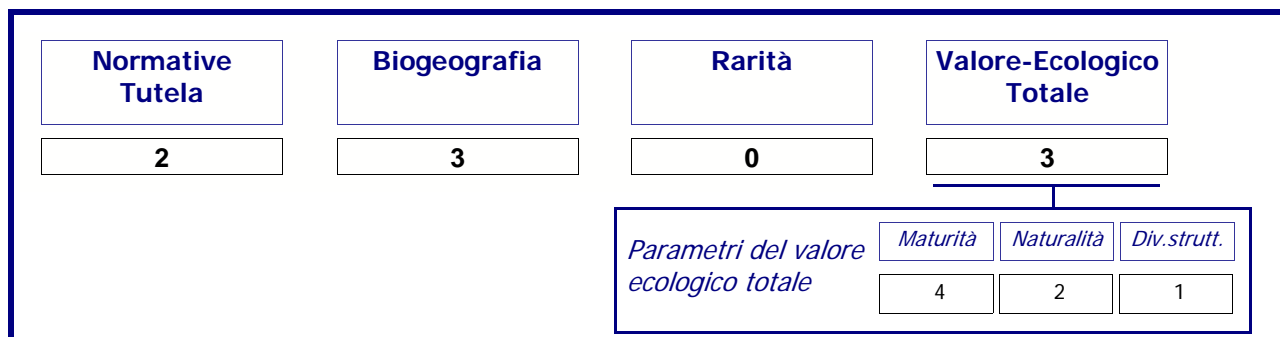 Normative
Tutela
Biogeografia
Rarità
Valore-Ecologico
Totale
2
3
0
3
Parametri del valore
ecologico totale
Maturità
Naturalità
Div.strutt.
4
2
1